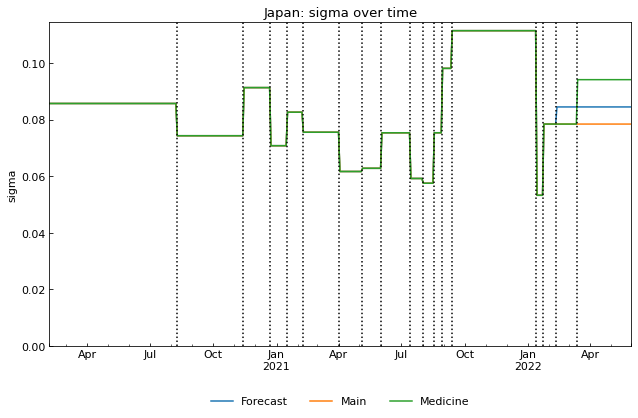 Japan: sigma over time
0.10
0.08
0.06
0.04
0.02
0.00
sigma
Apr Jul Oct Jan Apr Jul Oct Jan Apr
2021 2022
Forecast Main Medicine